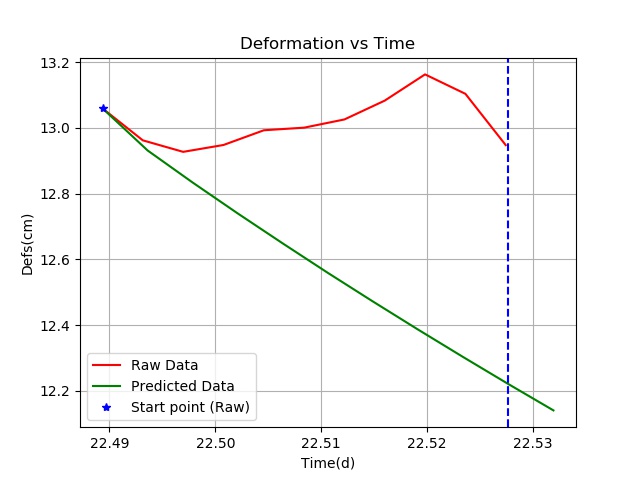 Deformation vs Time
Defs(cm)
13.2
13.0
12.8
12.6
12.4
12.2
Raw Data
Predicted Data
Start point (Raw)
22.49 22.50 22.51 22.52 22.53
Time(d)